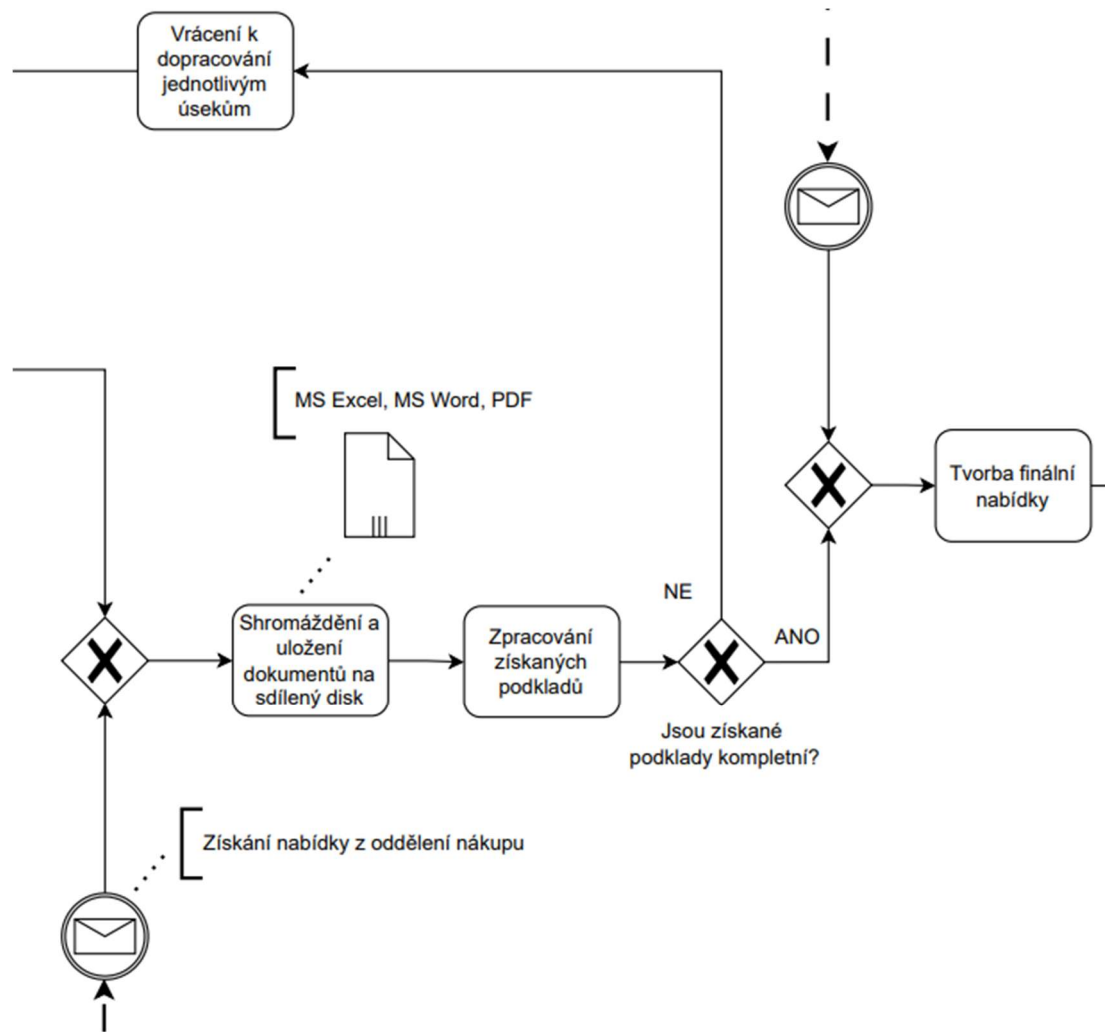 Vrácení k
dopracování
jednotlivým
úsekům
MS Excel, MS Word, PDF
Tvorba finální
nabídky
NE
ANO
Shromáždění a
uložení
dokumentů na
sdílený disk
Zpracování
získaných
podkladů
Jsou získané
podklady kompletní?
Získání nabídky z oddělení nákupu